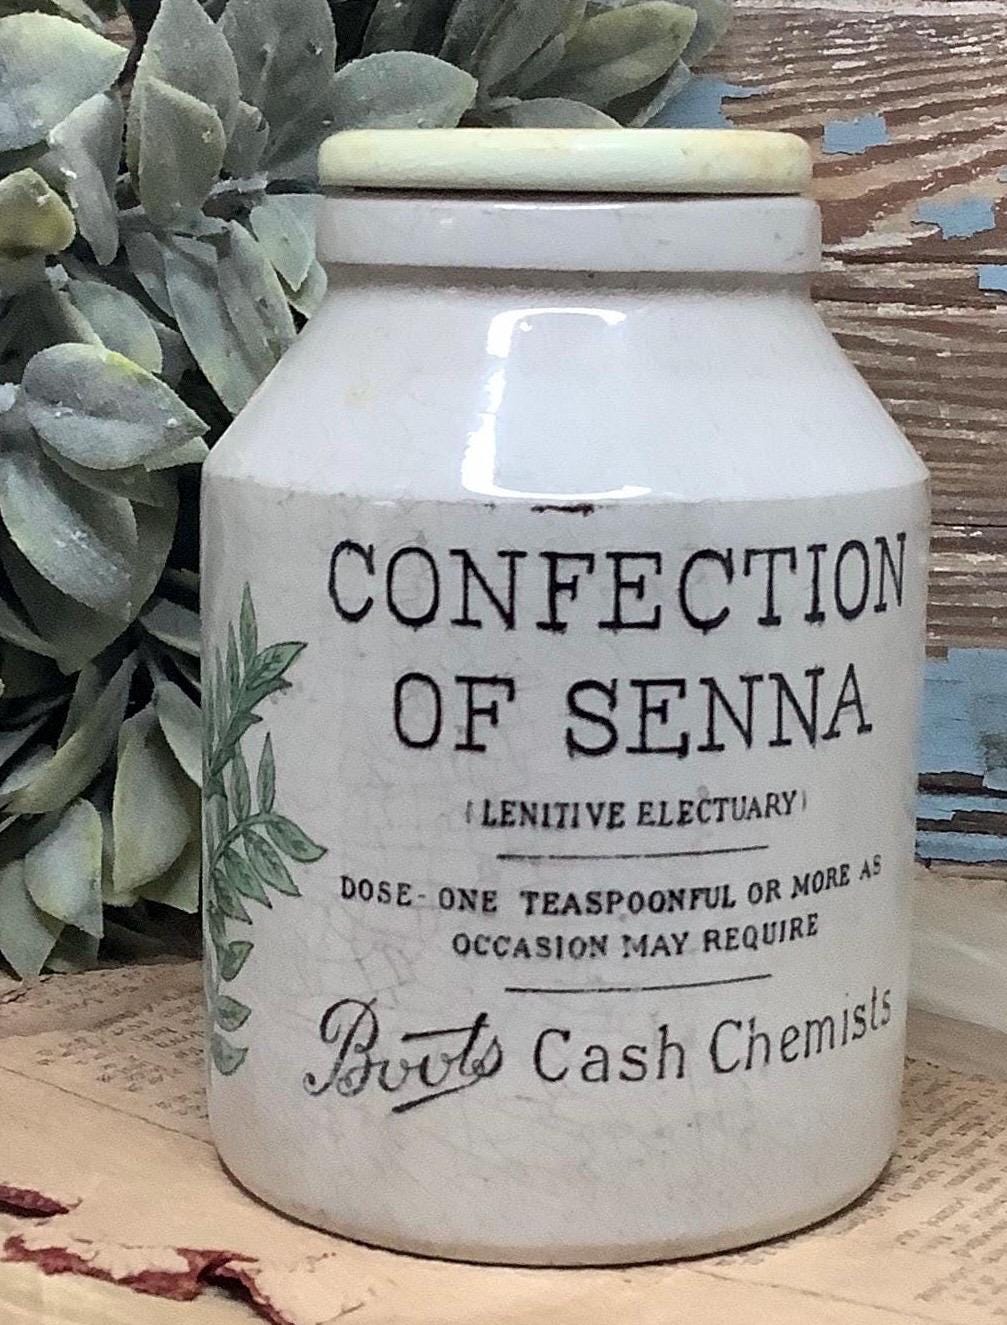 CONFECTION
OF SENNA
(LENITIVE ELECTUARY)
DOSE - ONE TEASPOONFUL OR MORE AS
OCCASION MAY REQUIRE
Boots Cash Chemists